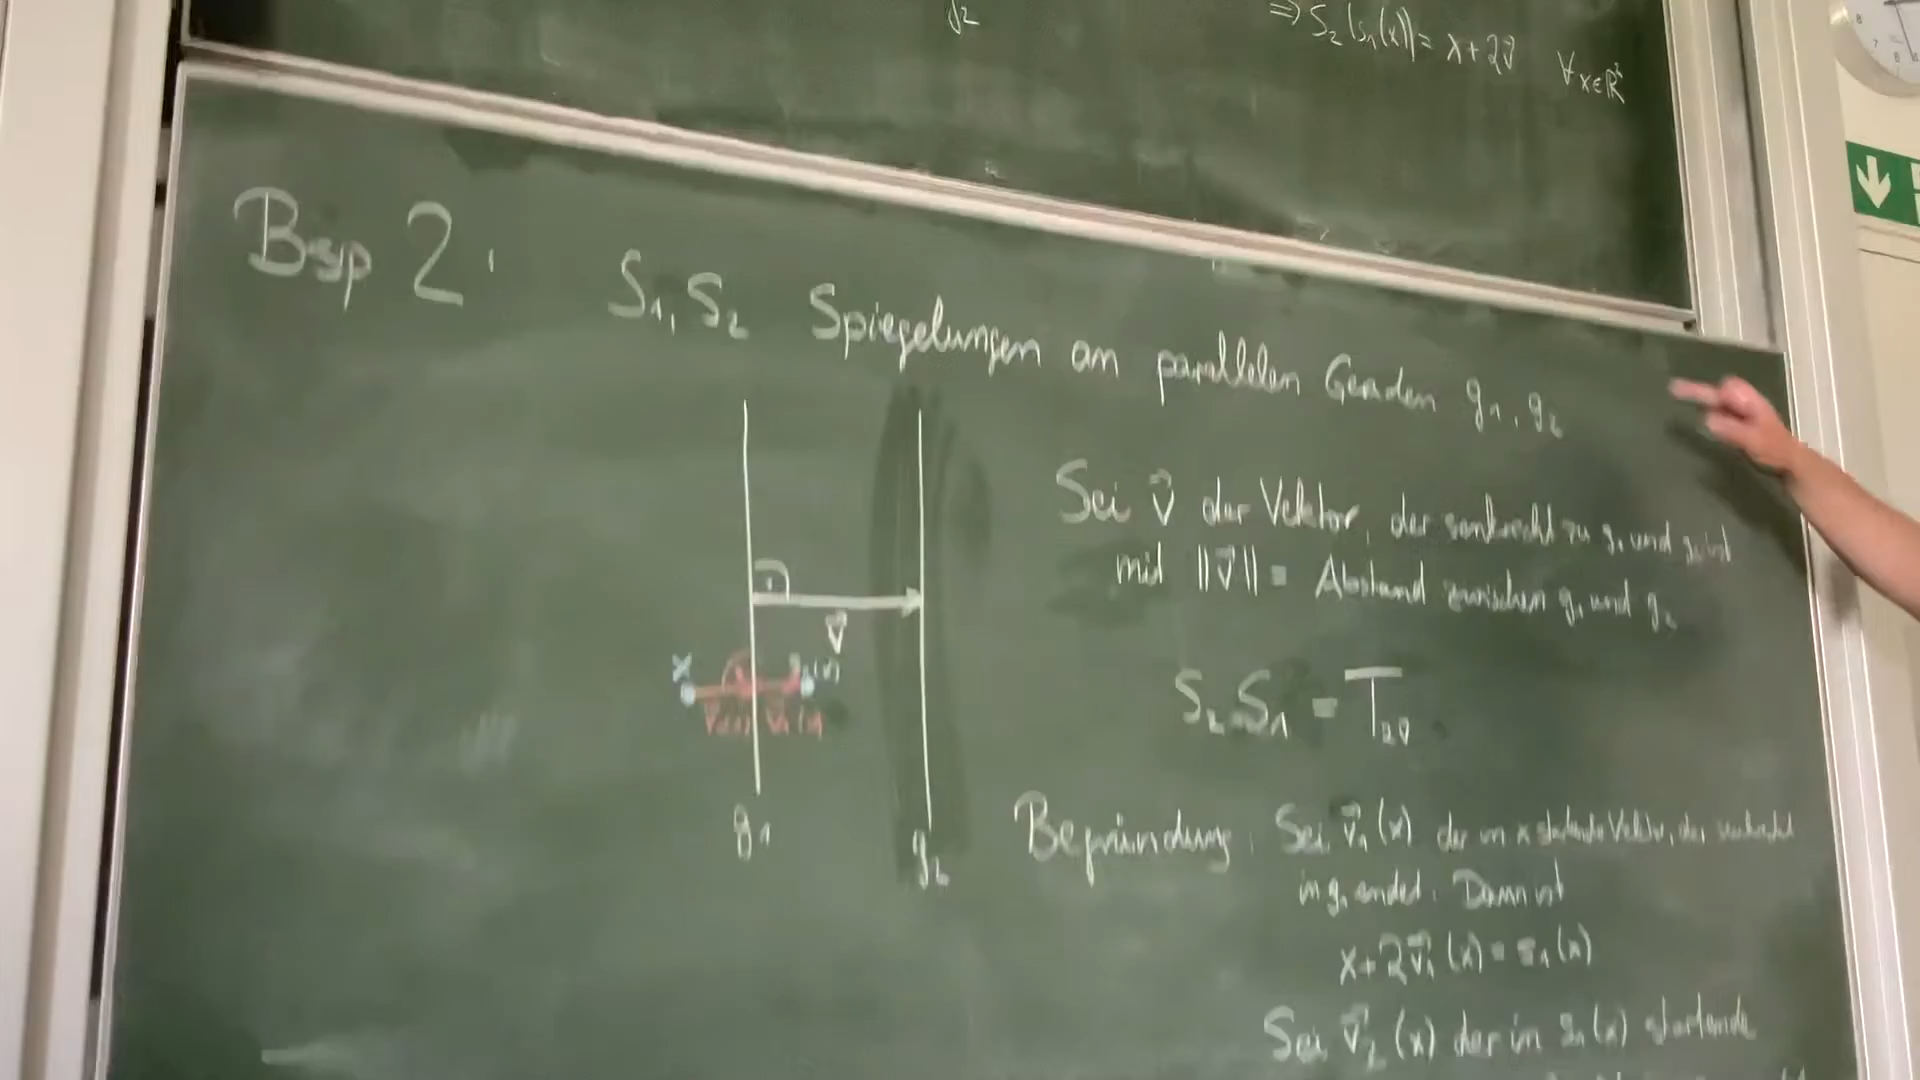 ⇒ S₂(S₁(x)) = x+2v⃗ ∀x∈ℝ²
Bsp 2:
S₁, S₂ Spiegelungen an parallelen Geraden g₁, g₂
Sei v⃗ der Vektor, der senkrecht zu g₁ und g₂ ist
mit ||v⃗|| = Abstand zwischen g₁ und g₂
v⃗
x
S₂S₁ = T₂v⃗
g₁
g₂
Begründung: Sei v⃗₁(x) der in x startende Vektor, der senkrecht
in g₁ endet. Dann ist
x+2v⃗₁(x) = s₁(x)
Sei v⃗₂(x) der in s₁(x) startende